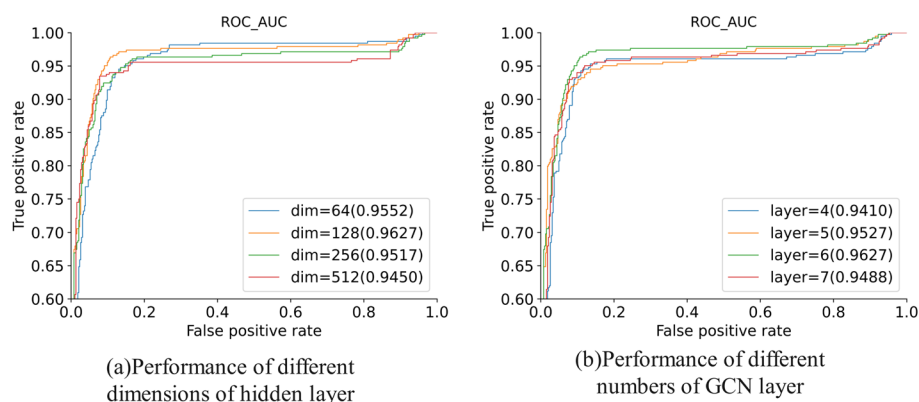 ROC_AUC
1.00
0.95
0.90
0.85
0.80
0.75
0.70
0.65
0.60
True positive rate
dim=64(0.9552)
dim=128(0.9627)
dim=256(0.9517)
dim=512(0.9450)
0.0 0.2 0.4 0.6 0.8 1.0
False positive rate
(a)Performance of different
dimensions of hidden layer
ROC_AUC
1.00
0.95
0.90
0.85
0.80
0.75
0.70
0.65
0.60
True positive rate
layer=4(0.9410)
layer=5(0.9527)
layer=6(0.9627)
layer=7(0.9488)
0.0 0.2 0.4 0.6 0.8 1.0
False positive rate
(b)Performance of different
numbers of GCN layer